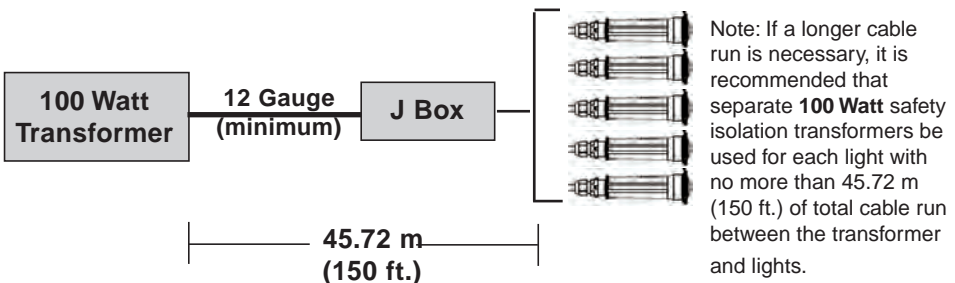 100 Watt
Transformer
12 Gauge
(minimum)
J Box
45.72 m
(150 ft.)
Note: If a longer cable
run is necessary, it is
recommended that
separate 100 Watt safety
isolation transformers be
used for each light with
no more than 45.72 m
(150 ft.) of total cable run
between the transformer
and lights.